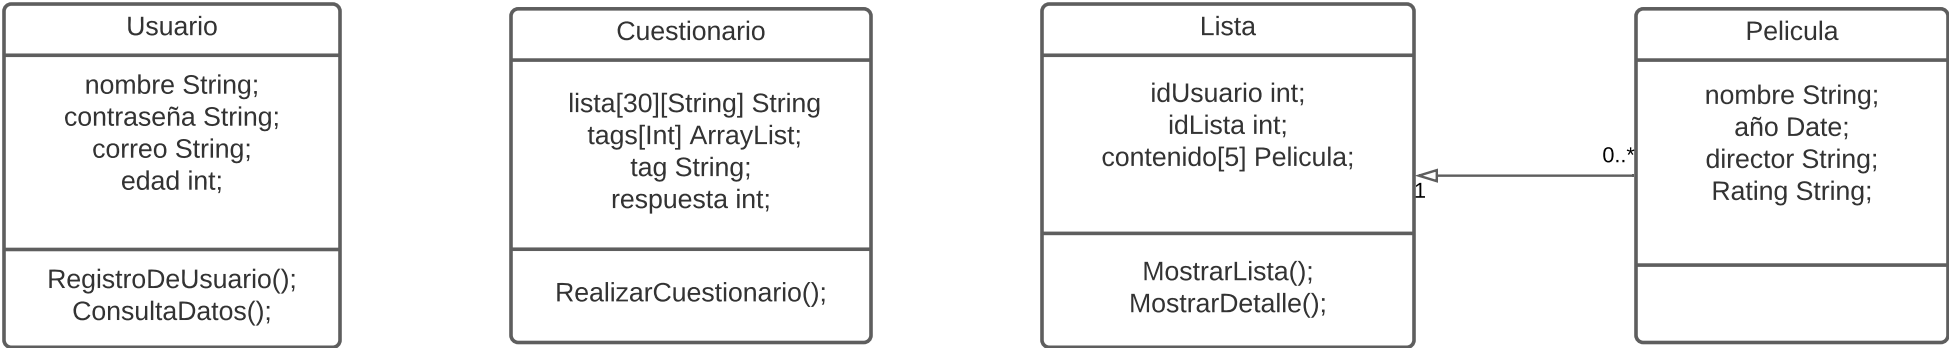 Usuario
nombre String;
contraseña String;
correo String;
edad int;
RegistroDeUsuario();
ConsultaDatos();
Cuestionario
lista[30][String] String
tags[Int] ArrayList;
tag String;
respuesta int;
RealizarCuestionario();
Lista
idUsuario int;
idLista int;
contenido[5] Pelicula;
MostrarLista();
MostrarDetalle();
1
0..*
Pelicula
nombre String;
año Date;
director String;
Rating String;